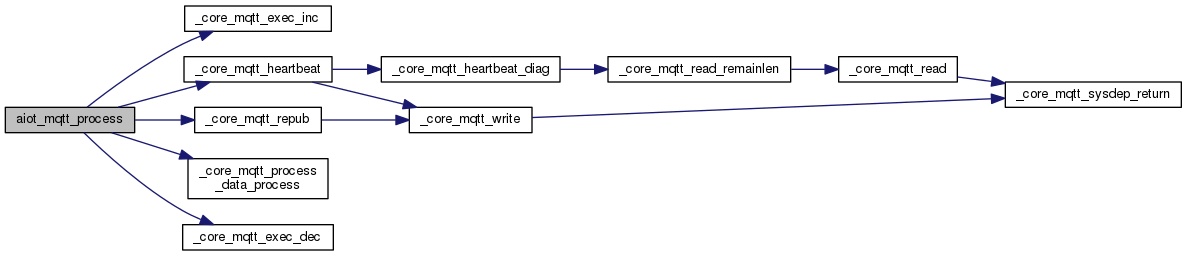 _core_mqtt_exec_inc
_core_mqtt_heartbeat
_core_mqtt_heartbeat_diag
_core_mqtt_read_remainlen
_core_mqtt_read
_core_mqtt_sysdep_return
aiot_mqtt_process
_core_mqtt_repub
_core_mqtt_write
_core_mqtt_process
_data_process
_core_mqtt_exec_dec